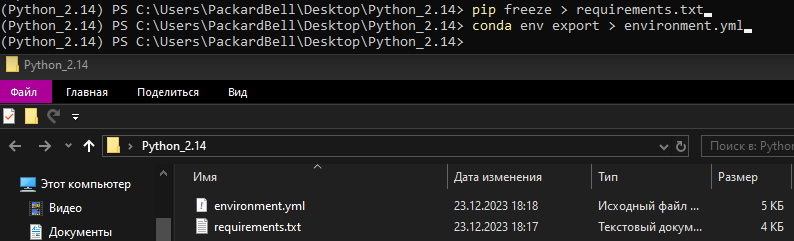 (Python_2.14) PS C:\Users\PackardBell\Desktop\Python_2.14> pip freeze > requirements.txt
(Python_2.14) PS C:\Users\PackardBell\Desktop\Python_2.14> conda env export > environment.yml
(Python_2.14) PS C:\Users\PackardBell\Desktop\Python_2.14>
Python_2.14
Файл Главная Поделиться Вид
Python_2.14 Поиск в: Pytho
Этот компьютер Имя Дата изменения Тип Размер
Видео environment.yml 23.12.2023 18:18 Исходный файл ... 5 КБ
Документы requirements.txt 23.12.2023 18:17 Текстовый докум... 4 КБ